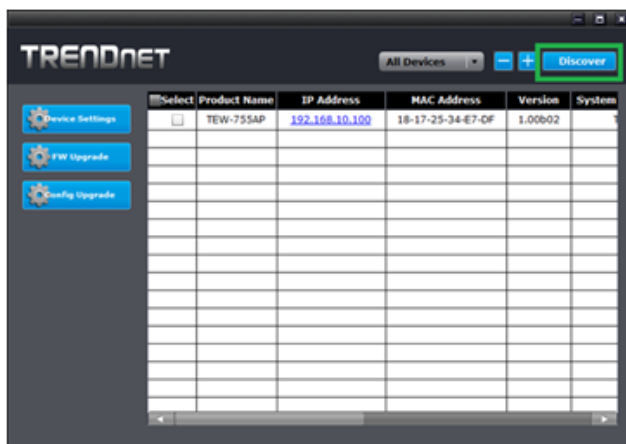 TRENDNET
All Devices
Discover
Select Product Name IP Address MAC Address Version System
Device Settings
TEW-755AP 192.168.10.100 18-17-25-34-E7-DF 1.00b02 T
FW Upgrade
Config Upgrade